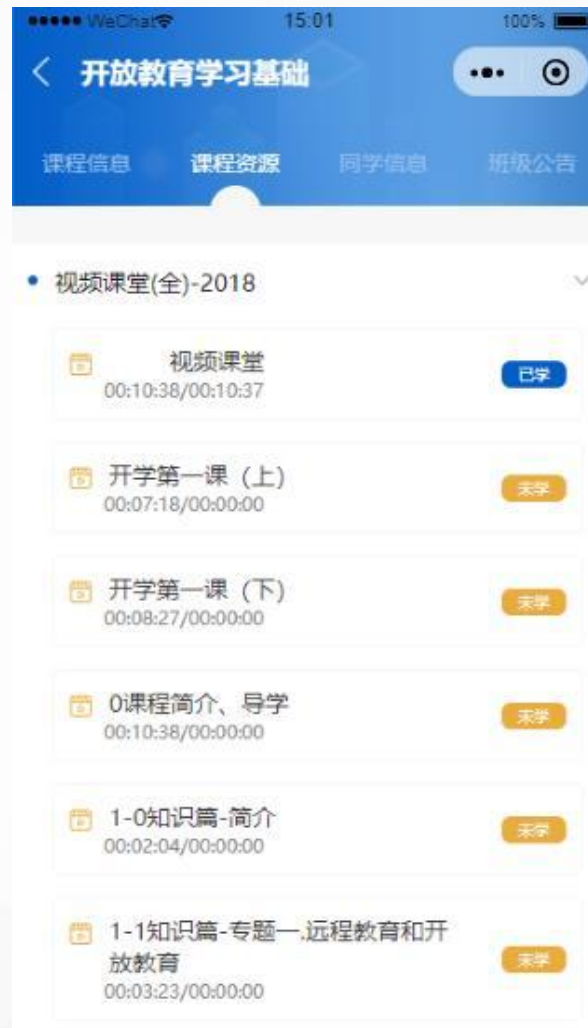 WeChat
15:01
100%
开放教育学习基础
课程信息
课程资源
同学信息
班级公告
视频课堂(全)-2018
视频课堂
已学
00:10:38/00:10:37
开学第一课（上）
未学
00:07:18/00:00:00
开学第一课（下）
未学
00:08:27/00:00:00
0课程简介、导学
未学
00:10:38/00:00:00
1-0知识篇-简介
未学
00:02:04/00:00:00
1-1知识篇-专题一.远程教育和开
放教育
未学
00:03:23/00:00:00